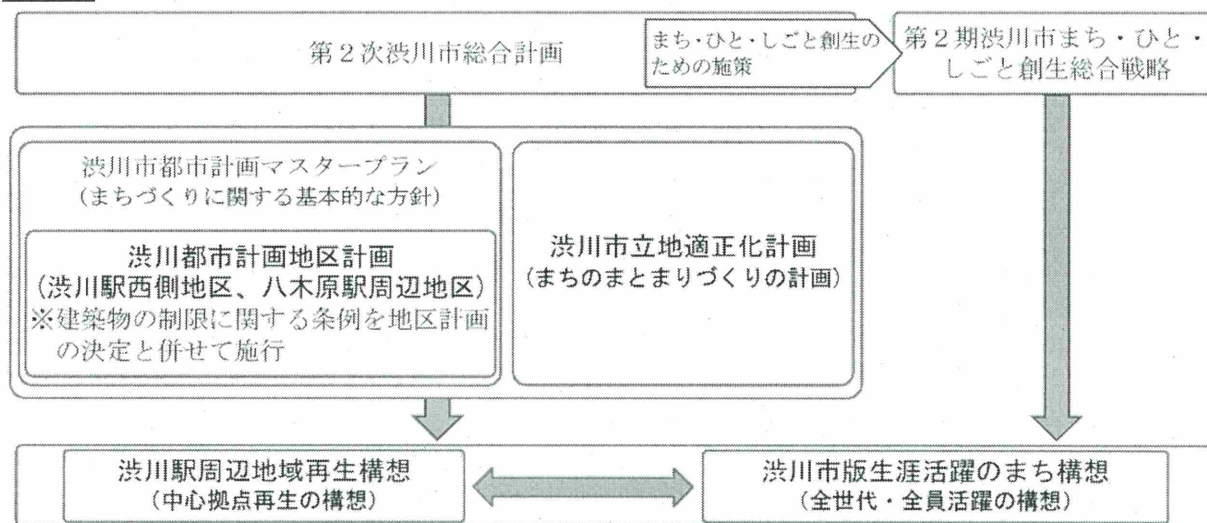 第２次渋川市総合計画
まち・ひと・しごと創生の
ための施策
第２期渋川市まち・ひと・
しごと創生総合戦略
渋川市都市計画マスタープラン
（まちづくりに関する基本的な方針）
渋川都市計画地区計画
（渋川駅西側地区、八木原駅周辺地区）
※建築物の制限に関する条例を地区計画
の決定と併せて施行
渋川市立地適正化計画
（まちのまとまりづくりの計画）
渋川駅周辺地域再生構想
（中心拠点再生の構想）
渋川市版生涯活躍のまち構想
（全世代・全員活躍の構想）